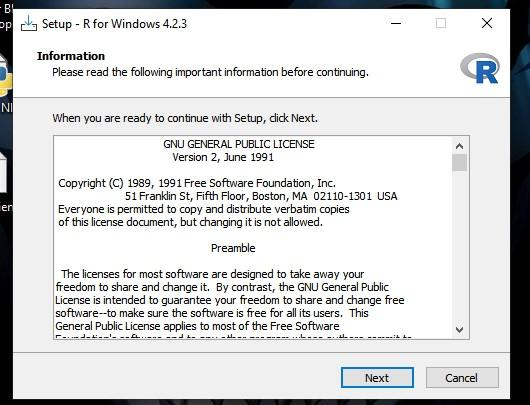 Setup - R for Windows 4.2.3
Information
Please read the following important information before continuing.
R
When you are ready to continue with Setup, click Next.
GNU GENERAL PUBLIC LICENSE
Version 2, June 1991
Copyright (C) 1989, 1991 Free Software Foundation, Inc.
51 Franklin St, Fifth Floor, Boston, MA 02110-1301 USA
Everyone is permitted to copy and distribute verbatim copies
of this license document, but changing it is not allowed.
Preamble
The licenses for most software are designed to take away your
freedom to share and change it. By contrast, the GNU General Public
License is intended to guarantee your freedom to share and change free
software--to make sure the software is free for all its users. This
General Public License applies to most of the Free Software
Foundation's software and to any other program whose authors commit to
Next
Cancel